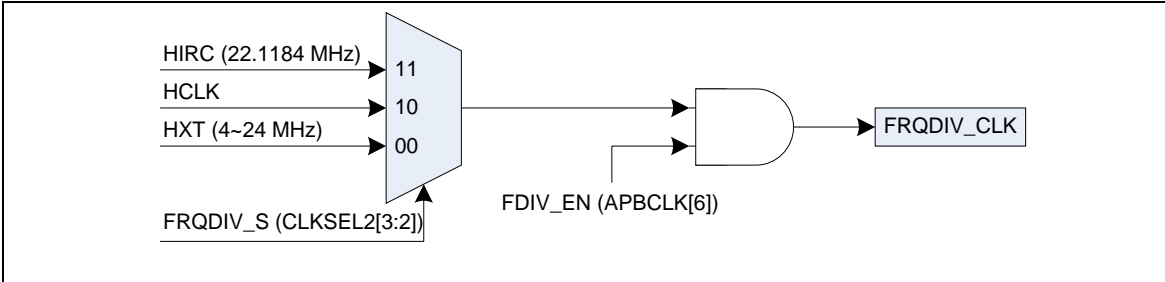 HIRC (22.1184 MHz)
11
HCLK
10
HXT (4~24 MHz)
00
FRQDIV_CLK
FDIV_EN (APBCLK[6])
FRQDIV_S (CLKSEL2[3:2])